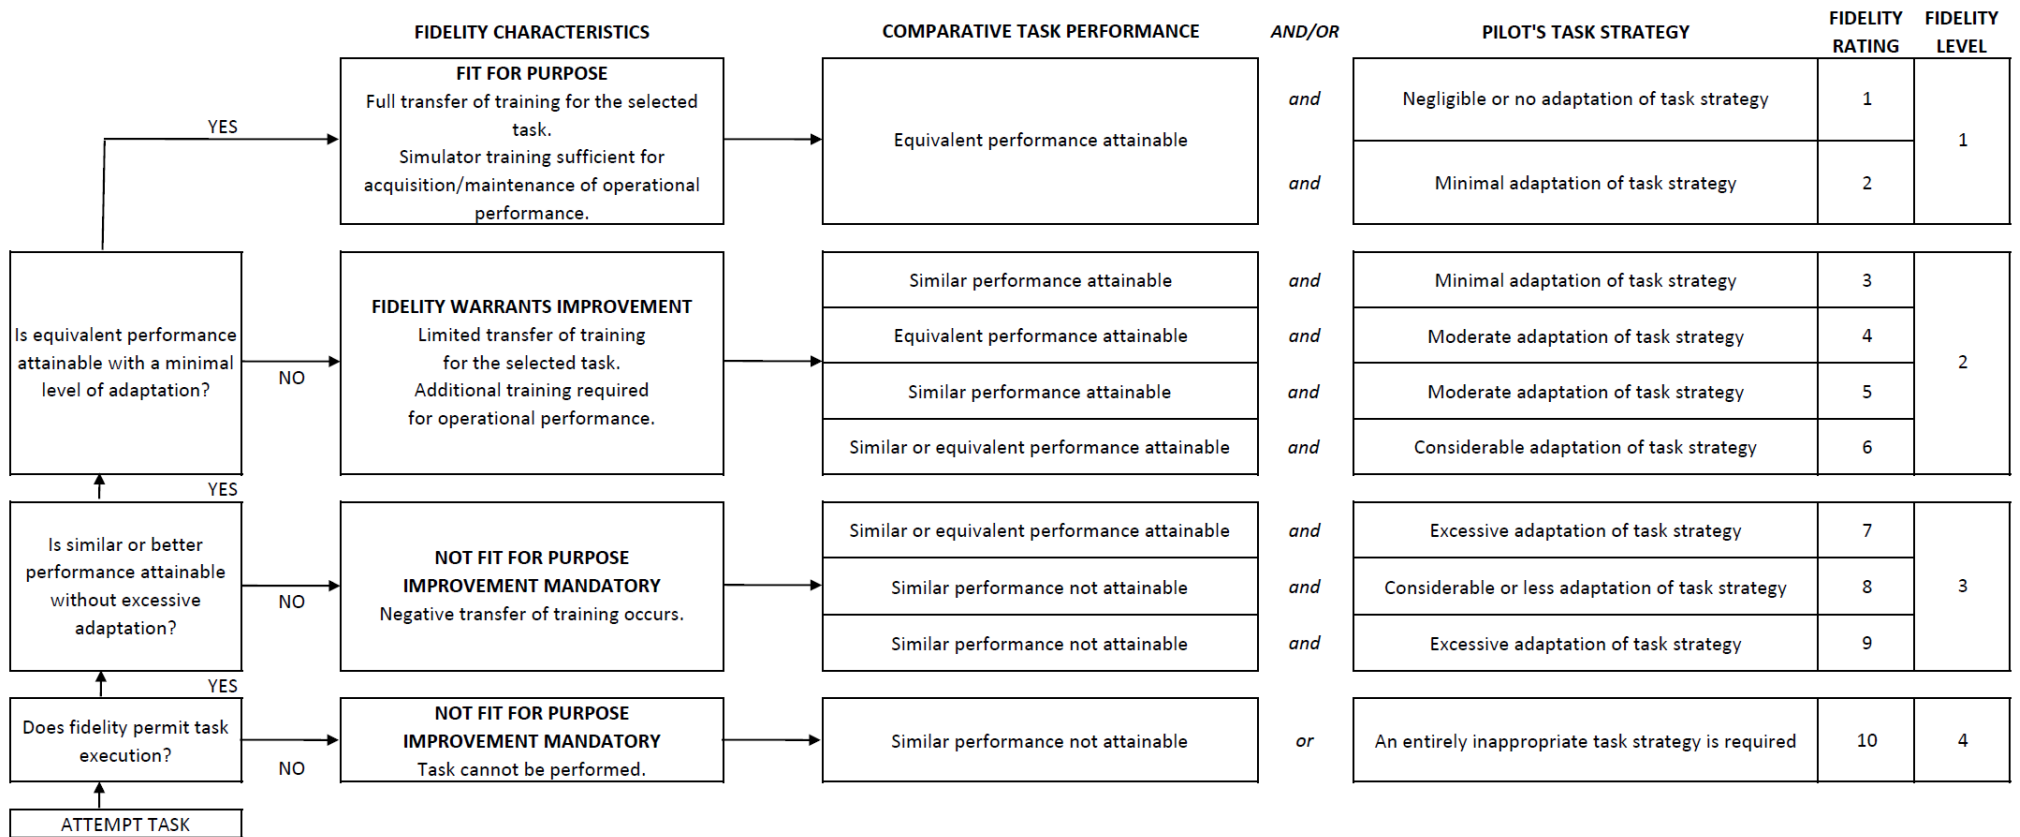 FIDELITY CHARACTERISTICS
COMPARATIVE TASK PERFORMANCE
AND/OR
PILOT'S TASK STRATEGY
FIDELITY
RATING
FIDELITY
LEVEL
YES
FIT FOR PURPOSE
Full transfer of training for the selected
task.
Simulator training sufficient for
acquisition/maintenance of operational
performance.
Equivalent performance attainable
and
Negligible or no adaptation of task strategy
1
and
Minimal adaptation of task strategy
2
1
Is equivalent performance
attainable with a minimal
level of adaptation?
NO
FIDELITY WARRANTS IMPROVEMENT
Limited transfer of training
for the selected task.
Additional training required
for operational performance.
Similar performance attainable
and
Minimal adaptation of task strategy
3
Equivalent performance attainable
and
Moderate adaptation of task strategy
4
Similar performance attainable
and
Moderate adaptation of task strategy
5
Similar or equivalent performance attainable
and
Considerable adaptation of task strategy
6
2
YES
Is similar or better
performance attainable
without excessive
adaptation?
NO
NOT FIT FOR PURPOSE
IMPROVEMENT MANDATORY
Negative transfer of training occurs.
Similar or equivalent performance attainable
and
Excessive adaptation of task strategy
7
Similar performance not attainable
and
Considerable or less adaptation of task strategy
8
Similar performance not attainable
and
Excessive adaptation of task strategy
9
3
YES
Does fidelity permit task
execution?
NO
NOT FIT FOR PURPOSE
IMPROVEMENT MANDATORY
Task cannot be performed.
Similar performance not attainable
or
An entirely inappropriate task strategy is required
10
4
ATTEMPT TASK